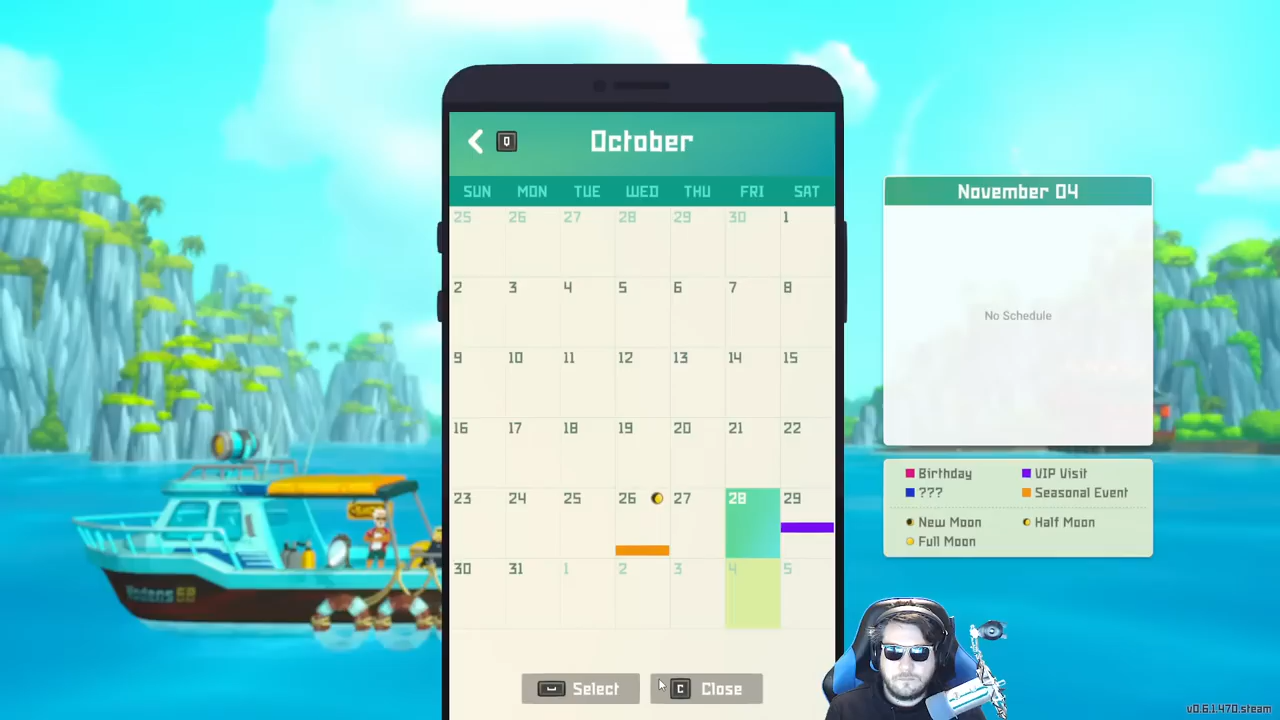 Q October
SUN MON TUE WED THU FRI SAT
25 26 27 28 29 30 1
2 3 4 5 6 7 8
9 10 11 12 13 14 15
16 17 18 19 20 21 22
23 24 25 26 27 28 29
30 31 1 2 3 4 5
Select C Close
November 04
No Schedule
Birthday VIP Visit
??? Seasonal Event
New Moon Half Moon
Full Moon
v0.6.1.470.steam